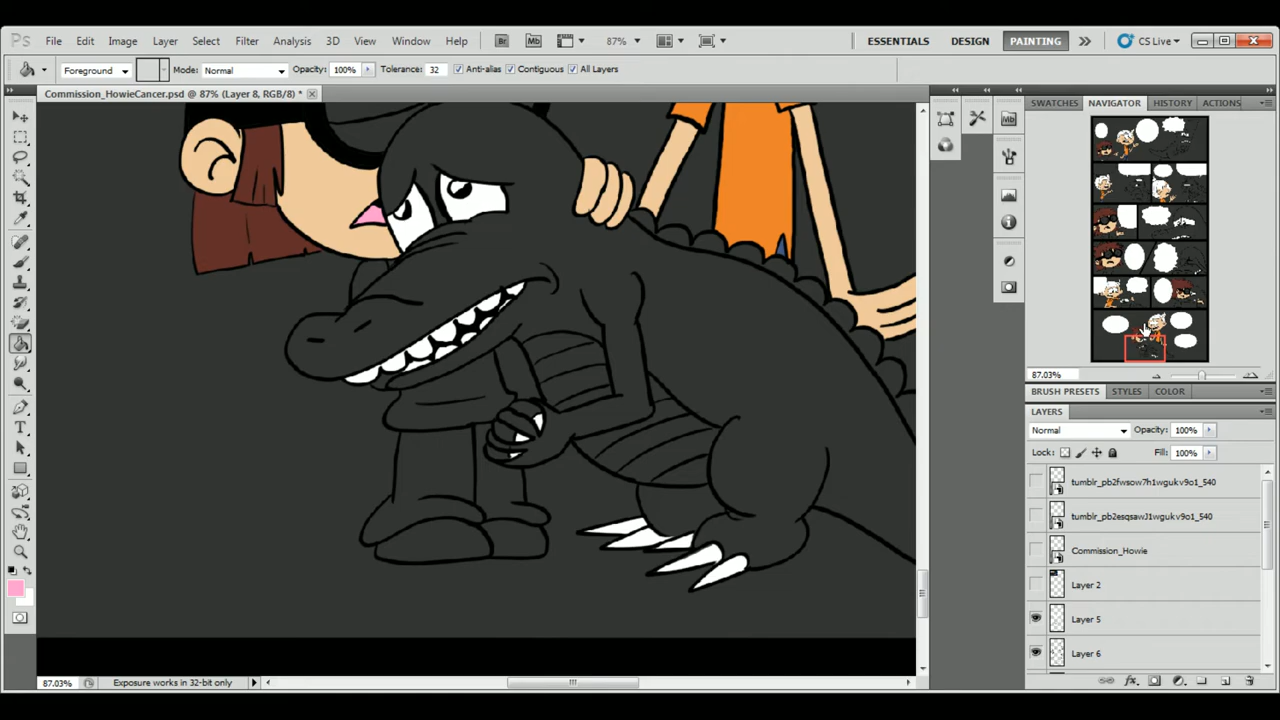 Ps File Edit Image Layer Select Filter Analysis 3D View Window Help Br Mb 87% ESSENTIALS DESIGN PAINTING CS Live
Foreground Mode: Normal Opacity: 100% Tolerance: 32 Anti-alias Contiguous All Layers
Commission_HowieCancer.psd @ 87% (Layer 8, RGB/8) *
SWATCHES NAVIGATOR HISTORY ACTIONS
Mb
87.03%
BRUSH PRESETS STYLES COLOR
LAYERS
Normal Opacity: 100%
Lock: Fill: 100%
tumblr_pb2fwsow7h1wgukv9o1_540
tumblr_pb2esqsawJ1wgukv9o1_540
Commission_Howie
Layer 2
Layer 5
Layer 6
87.03% Exposure works in 32-bit only